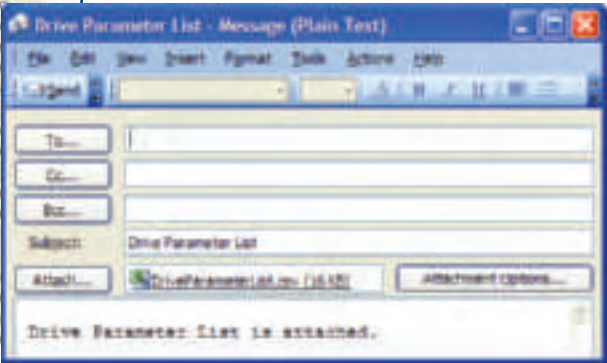 Drive Parameter List - Message (Plain Text)
File Edit View Insert Format Tools Actions Help
Send
To...
Cc...
Bcc...
Subject: Drive Parameter List
Attach... DriveParameterList.csv (16 KB) Attachment Options...
Drive Parameter List is attached.